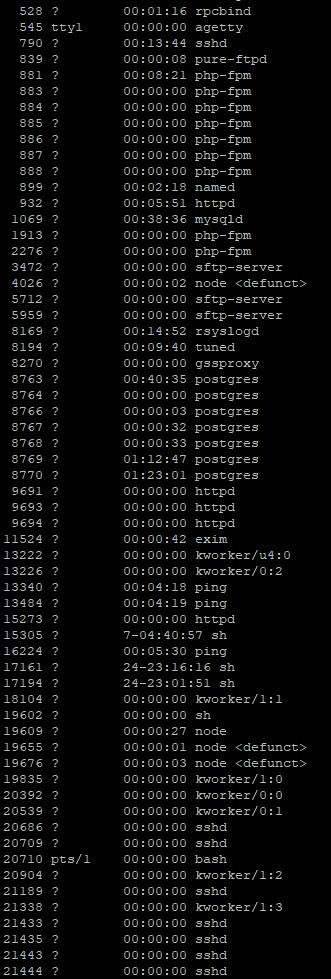 528 ? 00:01:16 rpcbind
545 tty1 00:00:00 agetty
790 ? 00:13:44 sshd
839 ? 00:00:08 pure-ftpd
881 ? 00:08:21 php-fpm
883 ? 00:00:00 php-fpm
884 ? 00:00:00 php-fpm
885 ? 00:00:00 php-fpm
886 ? 00:00:00 php-fpm
887 ? 00:00:00 php-fpm
888 ? 00:00:00 php-fpm
899 ? 00:02:18 named
932 ? 00:05:51 httpd
1069 ? 00:38:36 mysqld
1913 ? 00:00:00 php-fpm
2276 ? 00:00:00 php-fpm
3472 ? 00:00:00 sftp-server
4026 ? 00:00:02 node <defunct>
5712 ? 00:00:00 sftp-server
5959 ? 00:00:00 sftp-server
8169 ? 00:14:52 rsyslogd
8194 ? 00:09:40 tuned
8270 ? 00:00:00 gssproxy
8763 ? 00:40:35 postgres
8764 ? 00:00:00 postgres
8766 ? 00:00:03 postgres
8767 ? 00:00:32 postgres
8768 ? 00:00:33 postgres
8769 ? 01:12:47 postgres
8770 ? 01:23:01 postgres
9691 ? 00:00:00 httpd
9693 ? 00:00:00 httpd
9694 ? 00:00:00 httpd
11524 ? 00:00:42 exim
13222 ? 00:00:00 kworker/u4:0
13226 ? 00:00:00 kworker/0:2
13340 ? 00:04:18 ping
13484 ? 00:04:19 ping
15273 ? 00:00:00 httpd
15305 ? 7-04:40:57 sh
16224 ? 00:05:30 ping
17161 ? 24-23:16:16 sh
17194 ? 24-23:01:51 sh
18104 ? 00:00:00 kworker/1:1
19602 ? 00:00:00 sh
19609 ? 00:00:27 node
19655 ? 00:00:01 node <defunct>
19676 ? 00:00:03 node <defunct>
19835 ? 00:00:00 kworker/1:0
20392 ? 00:00:00 kworker/0:0
20539 ? 00:00:00 kworker/0:1
20686 ? 00:00:00 sshd
20709 ? 00:00:00 sshd
20710 pts/1 00:00:00 bash
20904 ? 00:00:00 kworker/1:2
21189 ? 00:00:00 sshd
21338 ? 00:00:00 kworker/1:3
21433 ? 00:00:00 sshd
21435 ? 00:00:00 sshd
21443 ? 00:00:00 sshd
21444 ? 00:00:00 sshd